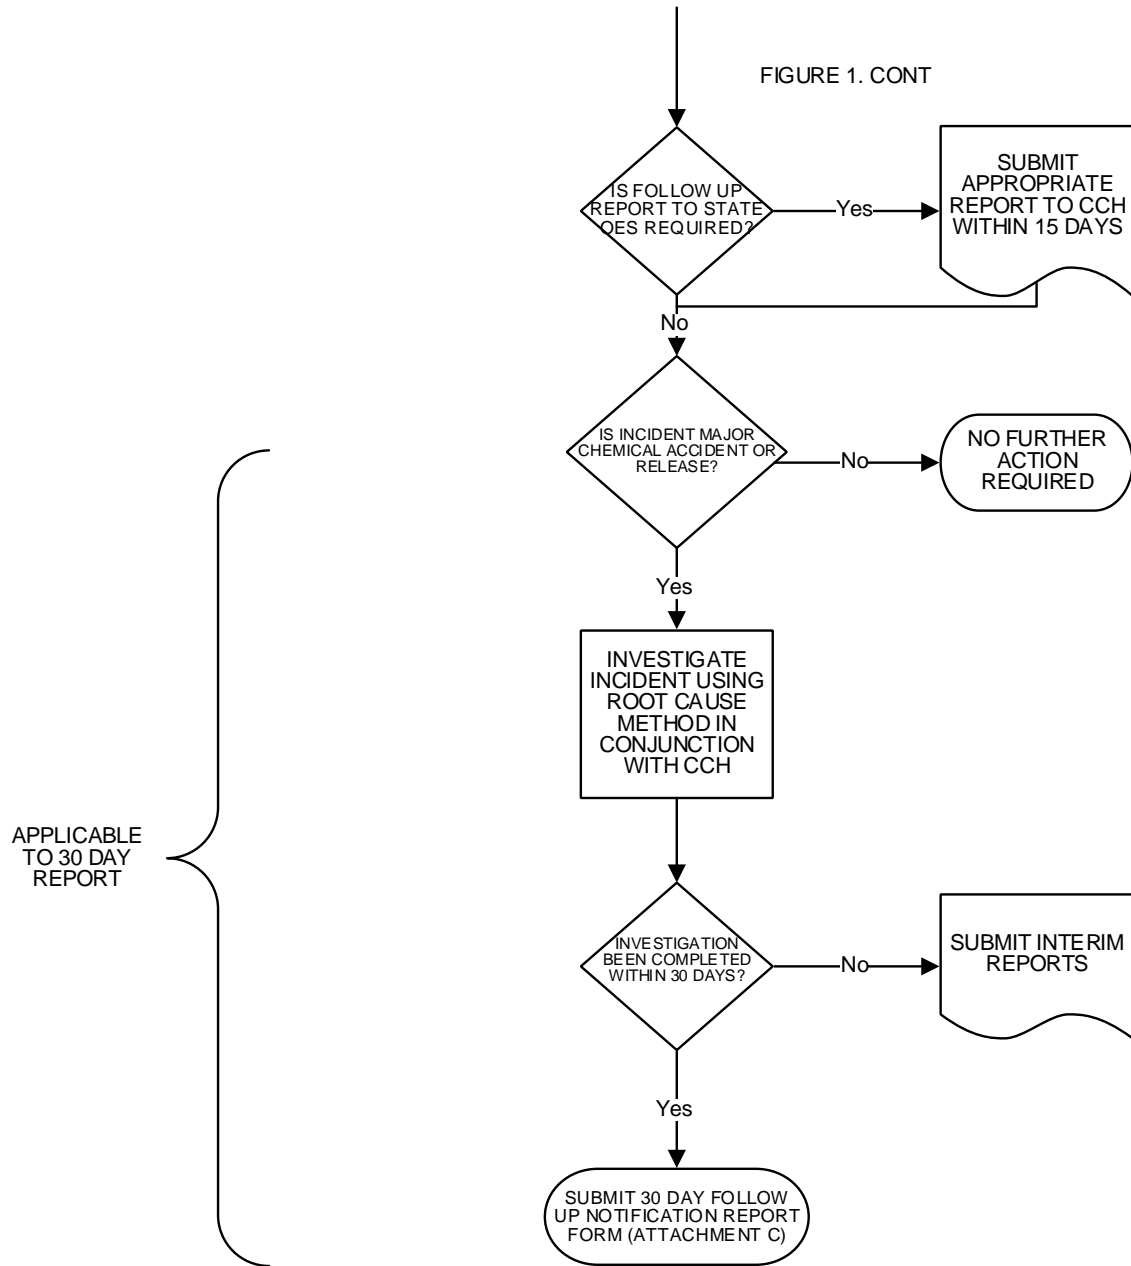 FIGURE 1. CONT
IS FOLLOW UP
REPORT TO STATE
OES REQUIRED?
Yes
SUBMIT
APPROPRIATE
REPORT TO CCH
WITHIN 15 DAYS
No
IS INCIDENT MAJOR
CHEMICAL ACCIDENT OR
RELEASE?
No
NO FURTHER
ACTION
REQUIRED
Yes
INVESTIGATE
INCIDENT USING
ROOT CAUSE
METHOD IN
CONJUNCTION
WITH CCH
APPLICABLE
TO 30 DAY
REPORT
INVESTIGATION
BEEN COMPLETED
WITHIN 30 DAYS?
No
SUBMIT INTERIM
REPORTS
Yes
SUBMIT 30 DAY FOLLOW
UP NOTIFICATION REPORT
FORM (ATTACHMENT C)